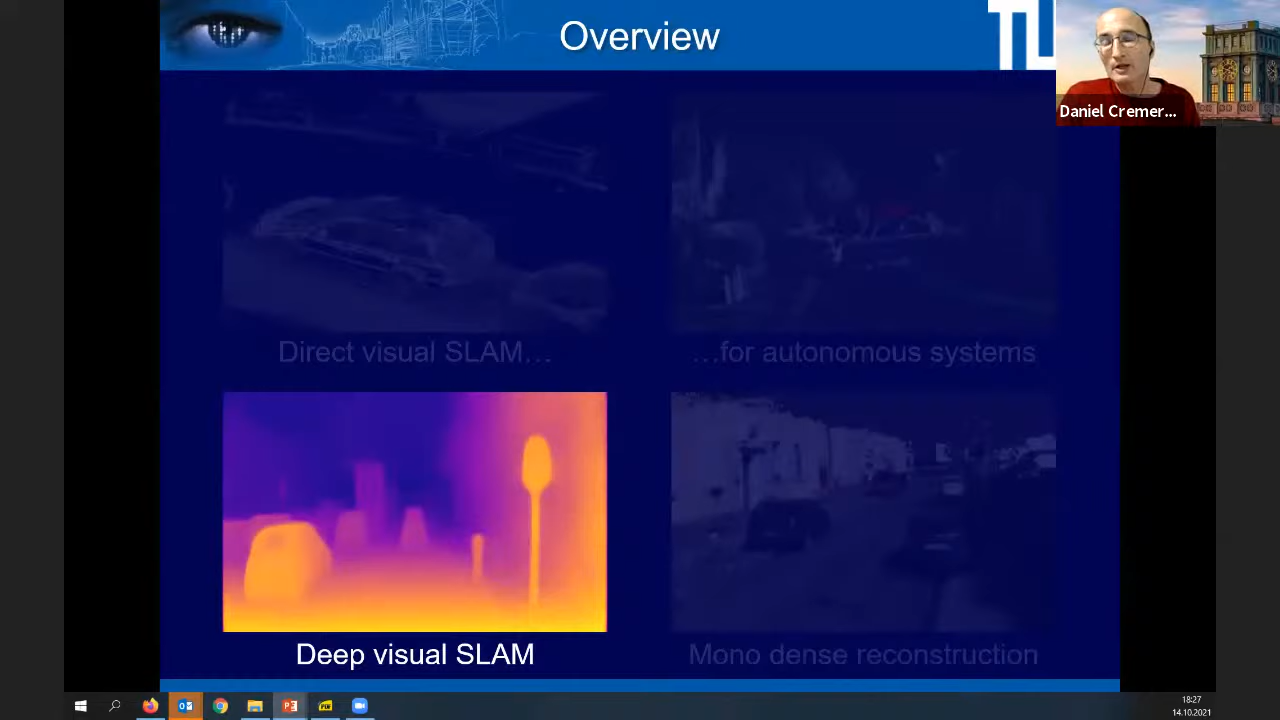 Overview
TU
Daniel Cremer...
Direct visual SLAM...
...for autonomous systems
Deep visual SLAM
Mono dense reconstruction
18:27
14.10.2021